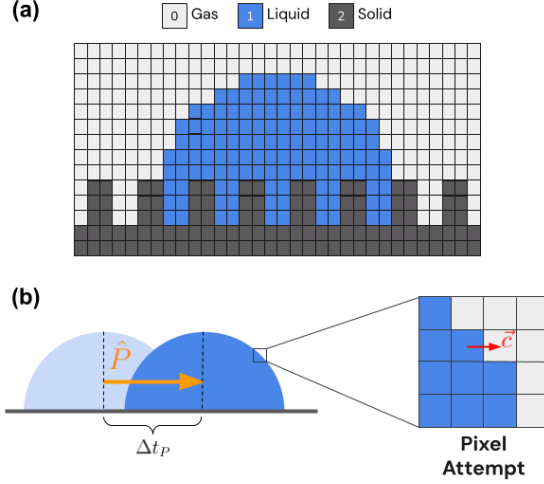 (a)
0 Gas 1 Liquid 2 Solid
(b)
P̂
c⃗
Δt_P
Pixel
Attempt